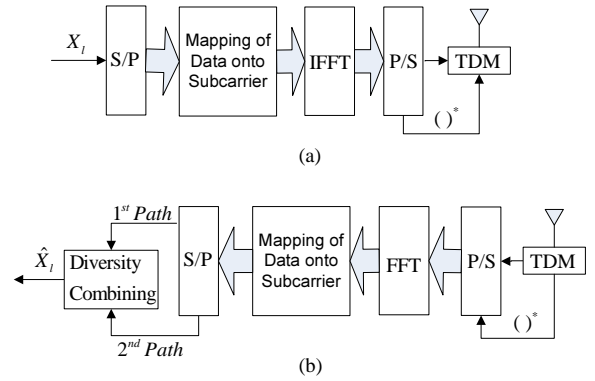 X_l
S/P
Mapping of
Data onto
Subcarrier
IFFT
P/S
TDM
( )*
(a)
1st Path
X̂_l
Diversity
Combining
2nd Path
S/P
Mapping of
Data onto
Subcarrier
FFT
P/S
TDM
( )*
(b)